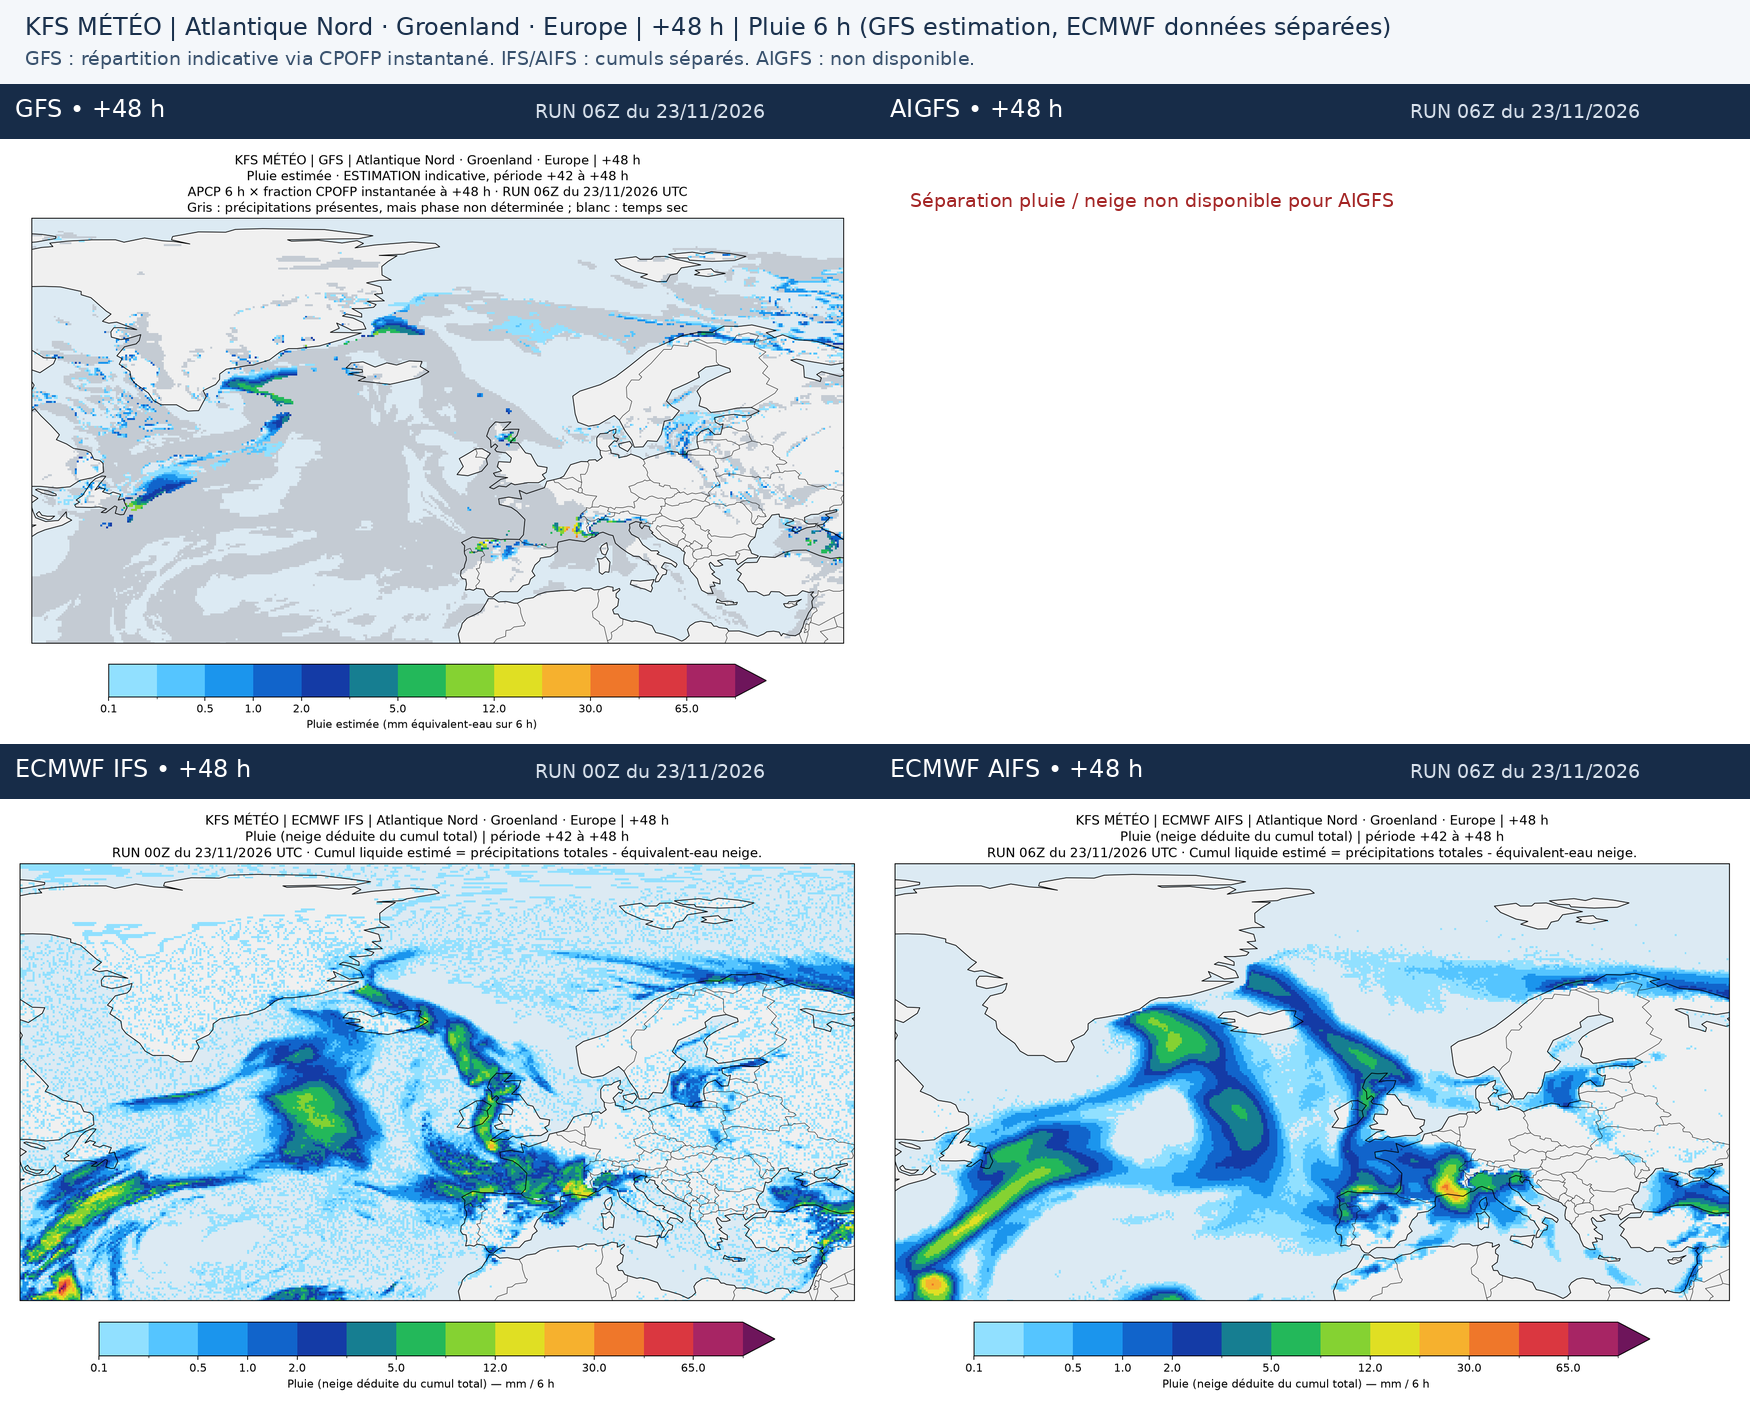 KFS MÉTÉO | Atlantique Nord · Groenland · Europe | +48 h | Pluie 6 h (GFS estimation, ECMWF données séparées)
GFS : répartition indicative via CPOFP instantané. IFS/AIFS : cumuls séparés. AIGFS : non disponible.
GFS • +48 h
RUN 06Z du 23/11/2026
AIGFS • +48 h
RUN 06Z du 23/11/2026
KFS MÉTÉO | GFS | Atlantique Nord · Groenland · Europe | +48 h
Pluie estimée · ESTIMATION indicative, période +42 à +48 h
APCP 6 h × fraction CPOFP instantanée à +48 h · RUN 06Z du 23/11/2026 UTC
Gris : précipitations présentes, mais phase non déterminée ; blanc : temps sec
0.1 0.5 1.0 2.0 5.0 12.0 30.0 65.0
Pluie estimée (mm équivalent-eau sur 6 h)
Séparation pluie / neige non disponible pour AIGFS
ECMWF IFS • +48 h
RUN 00Z du 23/11/2026
ECMWF AIFS • +48 h
RUN 06Z du 23/11/2026
KFS MÉTÉO | ECMWF IFS | Atlantique Nord · Groenland · Europe | +48 h
Pluie (neige déduite du cumul total) | période +42 à +48 h
RUN 00Z du 23/11/2026 UTC · Cumul liquide estimé = précipitations totales - équivalent-eau neige.
0.1 0.5 1.0 2.0 5.0 12.0 30.0 65.0
Pluie (neige déduite du cumul total) — mm / 6 h
KFS MÉTÉO | ECMWF AIFS | Atlantique Nord · Groenland · Europe | +48 h
Pluie (neige déduite du cumul total) | période +42 à +48 h
RUN 06Z du 23/11/2026 UTC · Cumul liquide estimé = précipitations totales - équivalent-eau neige.
0.1 0.5 1.0 2.0 5.0 12.0 30.0 65.0
Pluie (neige déduite du cumul total) — mm / 6 h